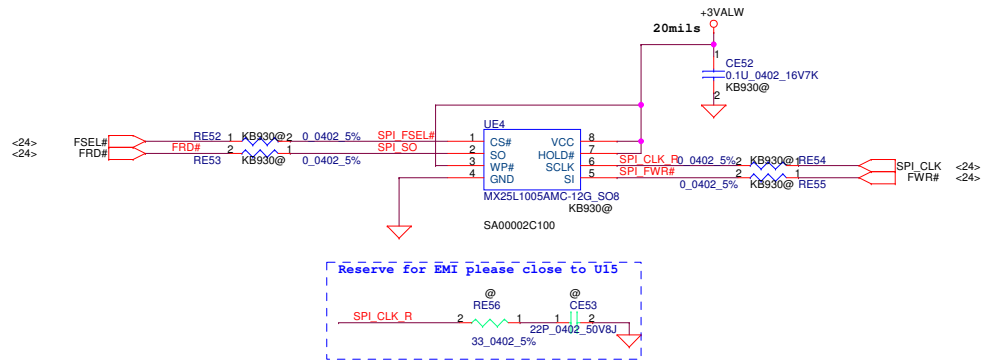 +3VALW
20mils
1
CE52
0.1U_0402_16V7K
KB930@
2
UE4
<24> FSEL# RE52 1 KB930@ 2 0_0402_5% SPI_FSEL# 1 CS# VCC 8
<24> FRD# FRD# 2 1 SPI_SO 2 SO HOLD# 7
RE53 KB930@ 0_0402_5% 3 WP# SCLK 6 SPI_CLK_R 0_0402_5% 2 KB930@ 1 RE54 SPI_CLK <24>
4 GND SI 5 SPI_FWR# 2 1 FWR# <24>
0_0402_5% KB930@ RE55
MX25L1005AMC-12G_SO8
KB930@
SA00002C100
Reserve for EMI please close to U15
@ @
RE56 CE53
SPI_CLK_R 2 1 1 2
22P_0402_50V8J
33_0402_5%